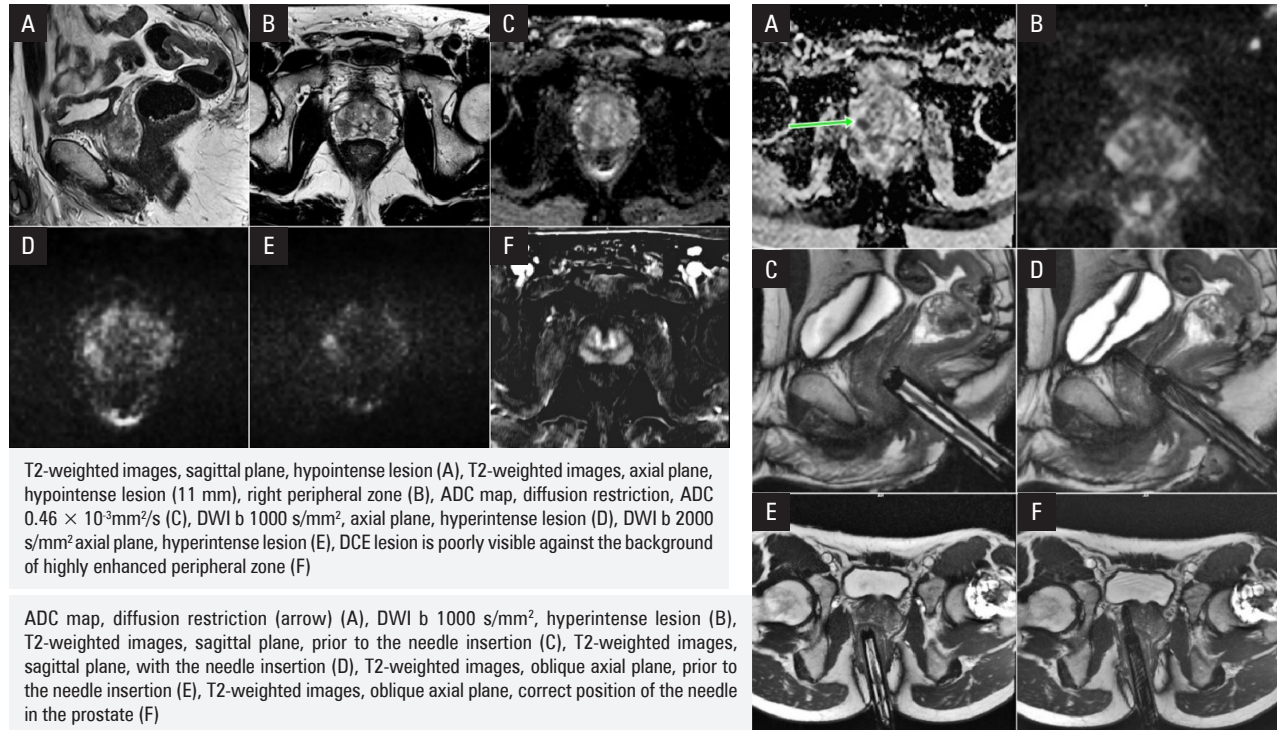 A
B
C
D
E
F
T2-weighted images, sagittal plane, hypointense lesion (A), T2-weighted images, axial plane,
hypointense lesion (11 mm), right peripheral zone (B), ADC map, diffusion restriction, ADC
0.46 × 10-3mm2/s (C), DWI b 1000 s/mm2, axial plane, hyperintense lesion (D), DWI b 2000
s/mm2 axial plane, hyperintense lesion (E), DCE lesion is poorly visible against the background
of highly enhanced peripheral zone (F)
ADC map, diffusion restriction (arrow) (A), DWI b 1000 s/mm2, hyperintense lesion (B),
T2-weighted images, sagittal plane, prior to the needle insertion (C), T2-weighted images,
sagittal plane, with the needle insertion (D), T2-weighted images, oblique axial plane, prior to
the needle insertion (E), T2-weighted images, oblique axial plane, correct position of the needle
in the prostate (F)
A
B
C
D
E
F